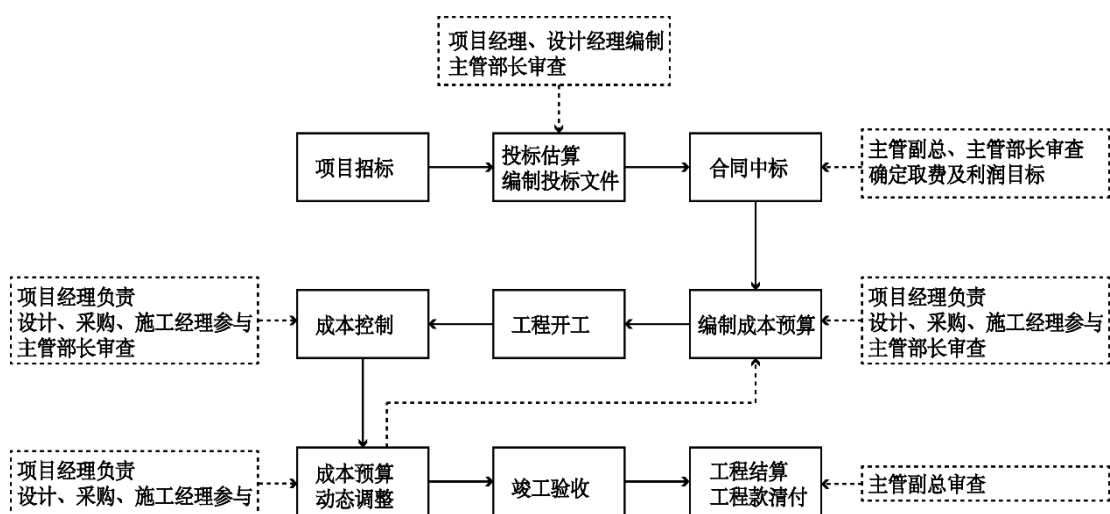 项目经理、设计经理编制
主管部长审查
项目招标
投标估算
编制投标文件
合同中标
主管副总、主管部长审查
确定取费及利润目标
项目经理负责
设计、采购、施工经理参与
主管部长审查
成本控制
工程开工
编制成本预算
项目经理负责
设计、采购、施工经理参与
主管部长审查
项目经理负责
设计、采购、施工经理参与
成本预算
动态调整
竣工验收
工程结算
工程款清付
主管副总审查